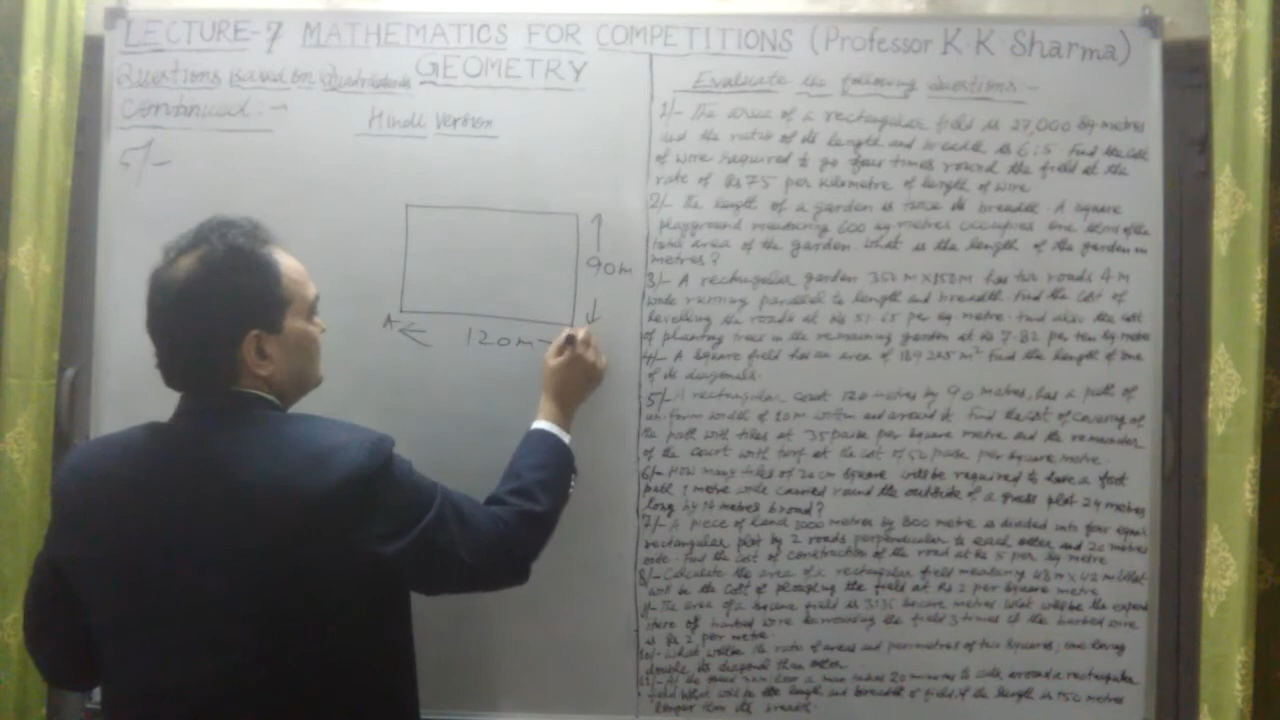 LECTURE-7 MATHEMATICS FOR COMPETITIONS (Professor K.K Sharma)
GEOMETRY
Questions Based on Quadrilaterals
Continued :- →
Hindi Version
5/-
90m
A
120m
Evaluate the following Questions :-
1/- The area of a rectangular field is 27,000 sq metres
and the ratio of its length and breadth is 6:5 Find the cost
of wire required to go four times round the field at the
rate of Rs 75 per kilometre of length of wire
2/- The length of a garden is twice its breadth. A square
playground measuring 600 sq metres occupies one of the
total area of the garden. What is the length of the garden in
metres?
3/- A rectangular garden 350 m x 150m has two roads 4 m
wide running parallel to length and breadth. Find the cost of
levelling the roads at Rs 51.65 per sq metre. Find also the cost
of planting trees in the remaining garden at Rs 7.82 per ten sq metre
4/- A Square field has an area of m² Find the length of one
of its diagonals.
5/- A rectangular court 120 metres by 90 metres, has a path of
uniform width of 10 m within and around it Find the cost of covering of
the path with tiles at 35 paise per square metre and the remainder
of the court with turf at the cost of 50 paise per square metre.
6/- How many tiles of 20 cm square will be required to have a foot
path 1 metre wide carried round the outside of a grass plot 24 metres
long by 14 metres broad?
7/- A piece of land 1000 metres by 800 metre is divided into four equal
rectangular plot by 2 roads perpendicular to each other and 20 metres
wide. Find the cost of construction of the road at Rs 5 per sq metre
8/- Calculate the area of a rectangular field measuring 48 m x 42 m What
will be the cost of ploughing the field at Rs 2 per square metre
9/- The area of a square field is 3136 square metres what will be the
of barbed wire the field 3 times if the barbed wire
is Rs 2 per metre.
10/- What will be the ratio of areas and perimetres of two squares; one having
double its diagonal than other.
11/- At the a man takes 20 minutes to walk around a rectangular
field What will be the length and breadth of field, if the length is 150 metres
longer than its breadth.